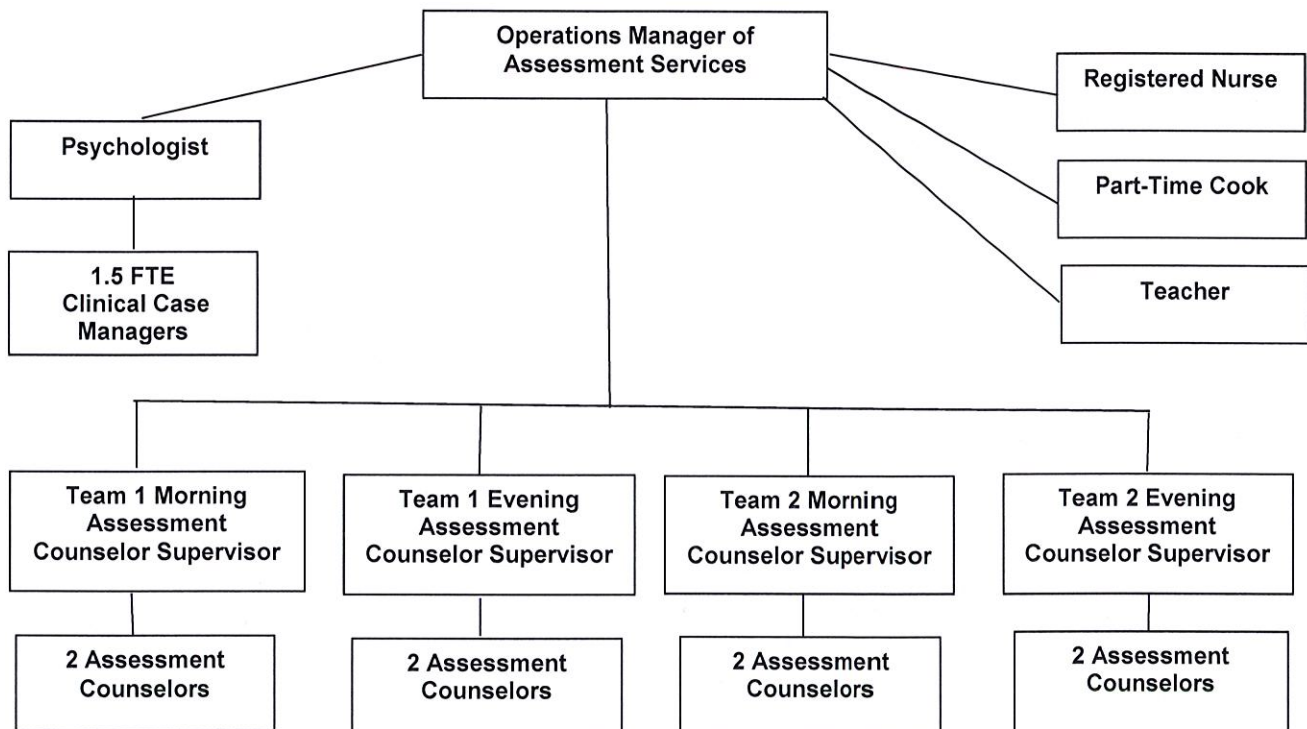 Operations Manager of
Assessment Services
Registered Nurse
Psychologist
Part-Time Cook
1.5 FTE
Clinical Case
Managers
Teacher
Team 1 Morning
Assessment
Counselor Supervisor
Team 1 Evening
Assessment
Counselor Supervisor
Team 2 Morning
Assessment
Counselor Supervisor
Team 2 Evening
Assessment
Counselor Supervisor
2 Assessment
Counselors
2 Assessment
Counselors
2 Assessment
Counselors
2 Assessment
Counselors